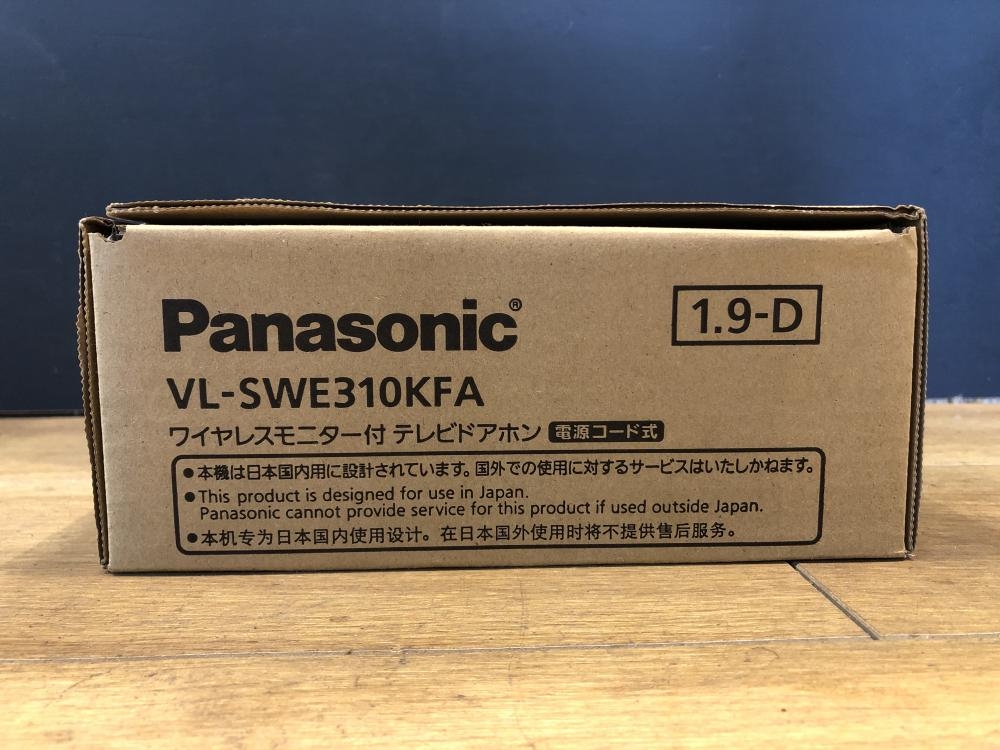 Panasonic®
1.9-D
VL-SWE310KFA
ワイヤレスモニター付 テレビドアホン 電源コード式
●本機は日本国内用に設計されています。国外での使用に対するサービスはいたしかねます。
●This product is designed for use in Japan.
Panasonic cannot provide service for this product if used outside Japan.
●本机专为日本国内使用设计。在日本国外使用时将不提供售后服务。